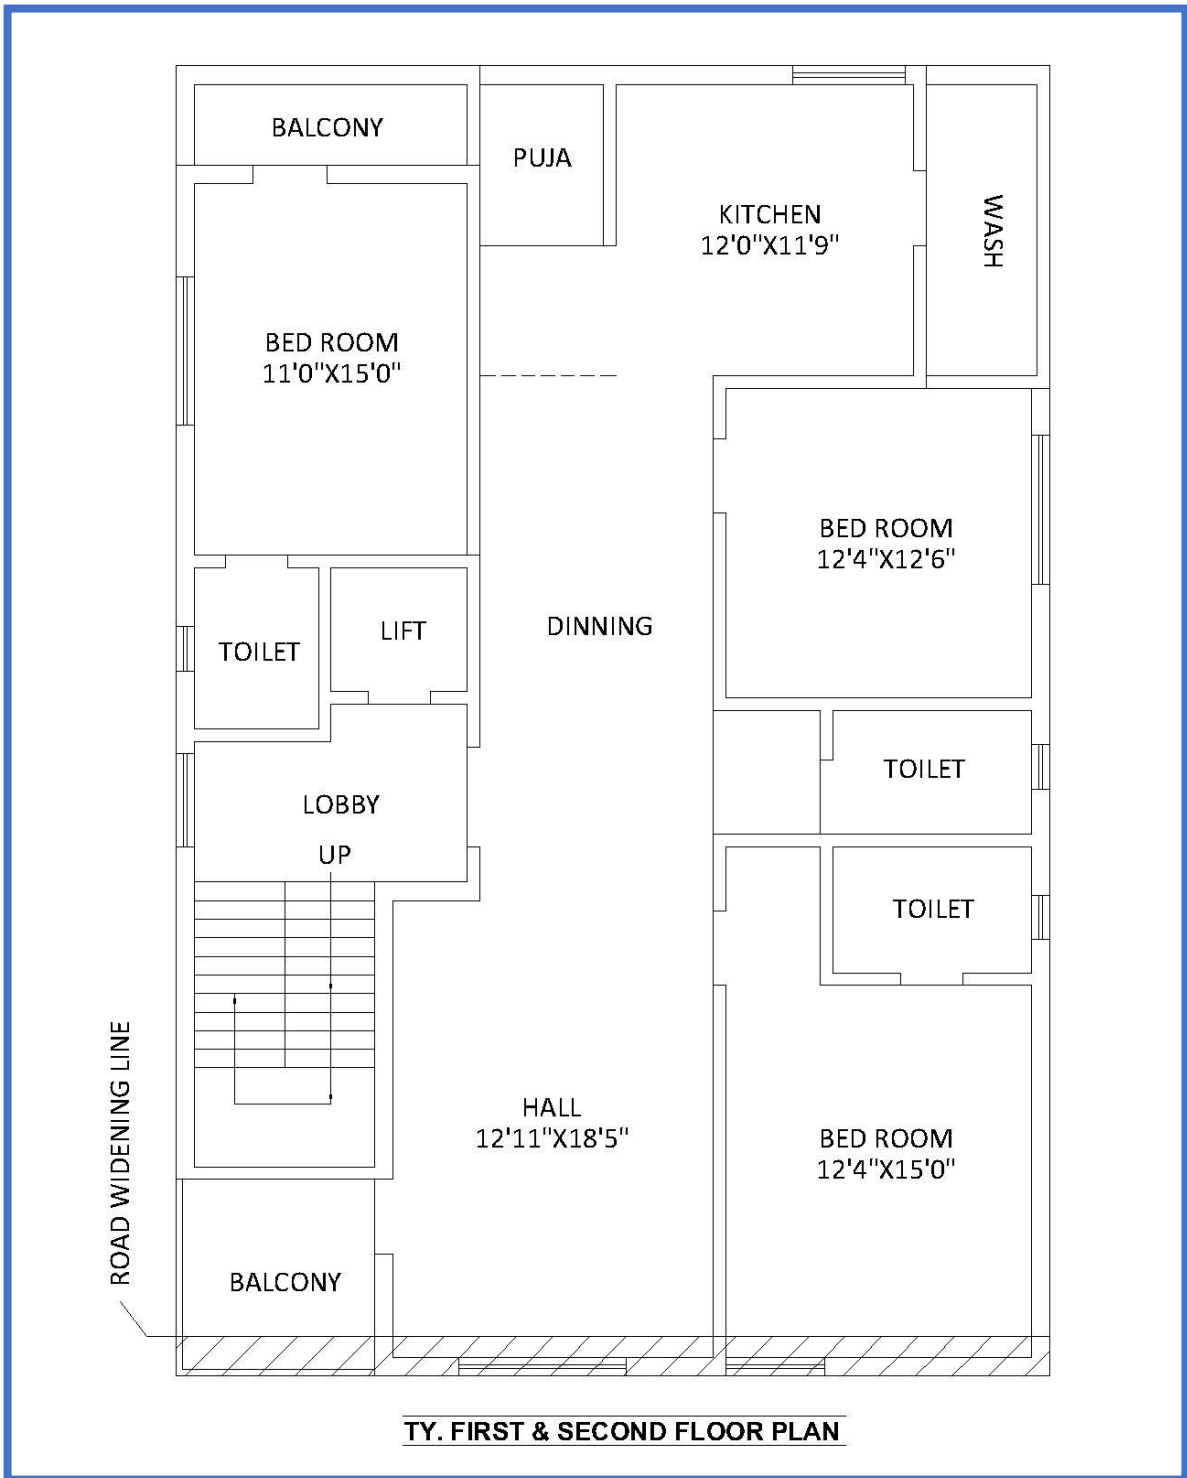 BALCONY
PUJA
KITCHEN
12'0"X11'9"
WASH
BED ROOM
11'0"X15'0"
BED ROOM
12'4"X12'6"
DINNING
LIFT
TOILET
TOILET
LOBBY
UP
TOILET
HALL
12'11"X18'5"
BED ROOM
12'4"X15'0"
ROAD WIDENING LINE
BALCONY
TY. FIRST & SECOND FLOOR PLAN